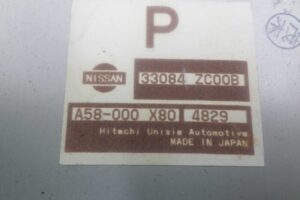 P
NISSAN 33084 ZC00B
A58-000 X80 4829
Hitachi Unisia Automotive
MADE IN JAPAN